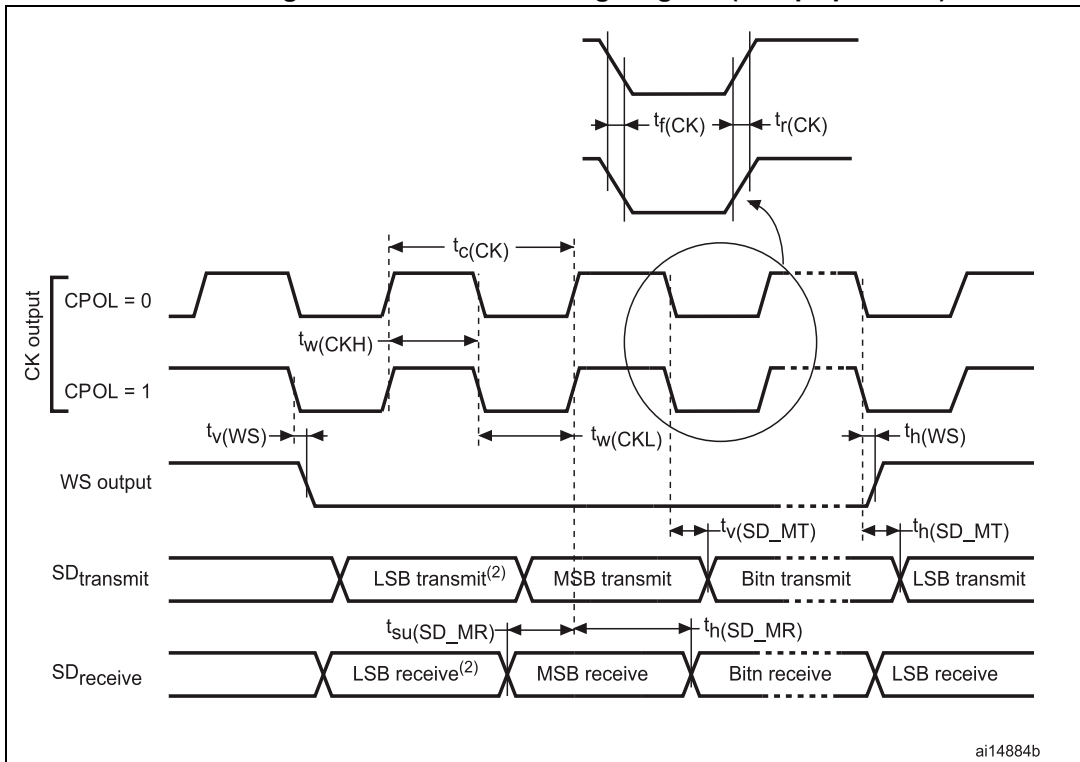 tf(CK)
tr(CK)
tc(CK)
CK output
CPOL = 0
tw(CKH)
CPOL = 1
tv(WS)
tw(CKL)
th(WS)
WS output
tv(SD_MT)
th(SD_MT)
SDtransmit
LSB transmit(2)
MSB transmit
Bitn transmit
LSB transmit
tsu(SD_MR)
th(SD_MR)
SDreceive
LSB receive(2)
MSB receive
Bitn receive
LSB receive
ai14884b